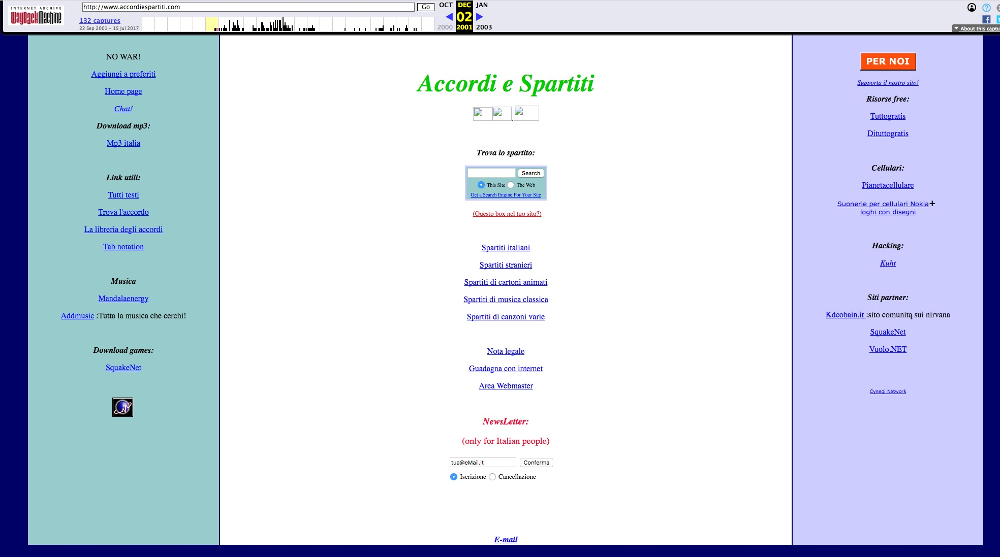 INTERNET ARCHIVE
WayBackMachine
http://www.accordiespartiti.com
Go
132 captures
22 Sep 2001 – 15 Jul 2017
OCT DEC JAN
02
2000 2001 2003
About this captu
NO WAR!
Aggiungi a preferiti
Home page
Chat!
Download mp3:
Mp3 italia
Link utili:
Tutti testi
Trova l'accordo
La libreria degli accordi
Tab notation
Musica
Mandalaenergy
Addmusic :Tutta la musica che cerchi!
Download games:
SquakeNet
Accordi e Spartiti
Trova lo spartito:
Search
This Site The Web
Get a Search Engine For Your Site
(Questo box nel tuo sito?)
Spartiti italiani
Spartiti stranieri
Spartiti di cartoni animati
Spartiti di musica classica
Spartiti di canzoni varie
Nota legale
Guadagna con internet
Area Webmaster
NewsLetter:
(only for Italian people)
tua@eMail.it
Conferma
Iscrizione Cancellazione
E-mail
PER NOI
Supporta il nostro sito!
Risorse free:
Tuttogratis
Dituttogratis
Cellulari:
Pianetacellulare
Suonerie per cellulari Nokia+
loghi con disegni
Hacking:
Kuht
Siti partner:
Kdcobain.it :sito comunitą sui nirvana
SquakeNet
Vuolo.NET
Cyneqi Network